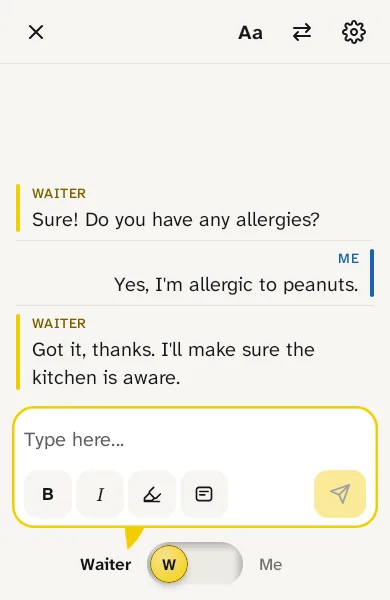 Aa
WAITER
Sure! Do you have any allergies?
ME
Yes, I'm allergic to peanuts.
WAITER
Got it, thanks. I'll make sure the
kitchen is aware.
Type here...
B I
Waiter W Me